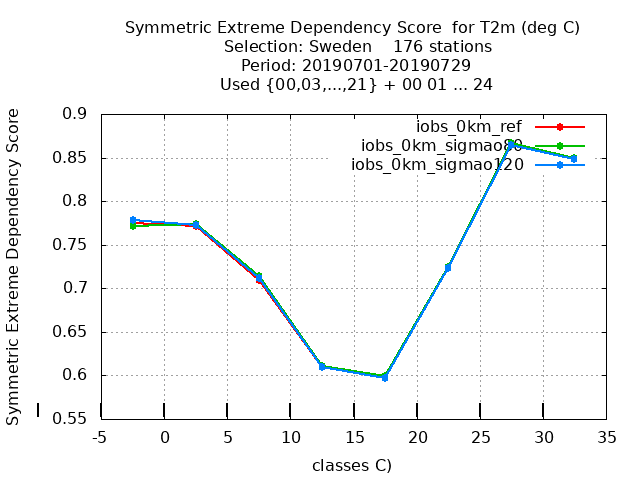 Symmetric Extreme Dependency Score  for T2m (deg C)
Selection: Sweden    176 stations
Period: 20190701-20190729
Used {00,03,...,21} + 00 01 ... 24
Symmetric Extreme Dependency Score
0.9
0.85
0.8
0.75
0.7
0.65
0.6
0.55
iobs_0km_ref
iobs_0km_sigmao80
iobs_0km_sigmao120
-5 0 5 10 15 20 25 30 35
classes C)